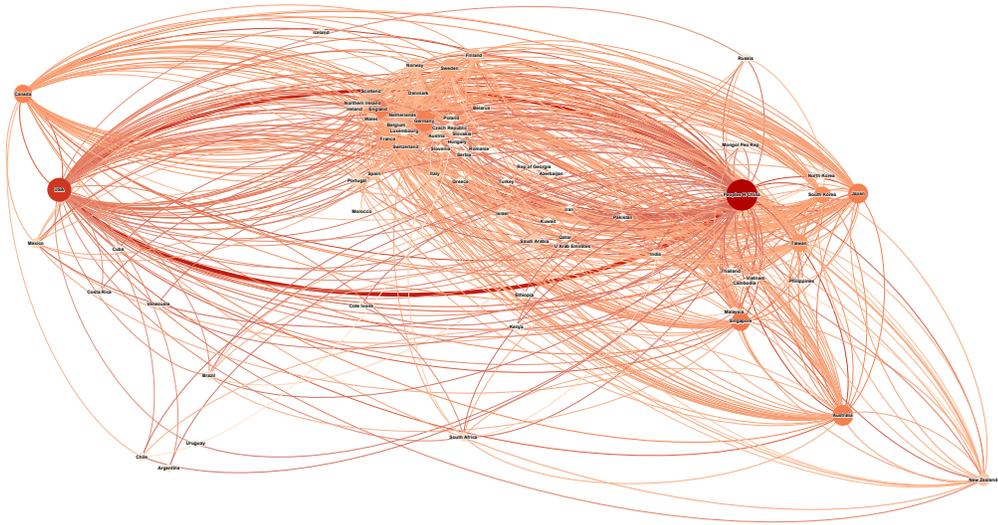 Iceland
Finland
Russia
Norway
Sweden
Canada
Scotland
Denmark
Northern Ireland
Ireland
England
Belarus
Netherlands
Wales
Poland
Germany
Belgium
Czech Republic
Luxembourg
Slovakia
Austria
France
Hungary
Mongol Peo Rep
Switzerland
Slovenia
Romania
Serbia
Rep of Georgia
Spain
Italy
Azerbaijan
North Korea
Portugal
Greece
Turkey
USA
Peoples R China
South Korea
Japan
Morocco
Israel
Iran
Pakistan
Kuwait
Mexico
Qatar
Saudi Arabia
Taiwan
Cuba
U Arab Emirates
India
Thailand
Vietnam
Philippines
Cambodia
Costa Rica
Ethiopia
Venezuela
Cote Ivoire
Malaysia
Singapore
Kenya
Brazil
Australia
South Africa
Uruguay
Chile
Argentina
New Zealand